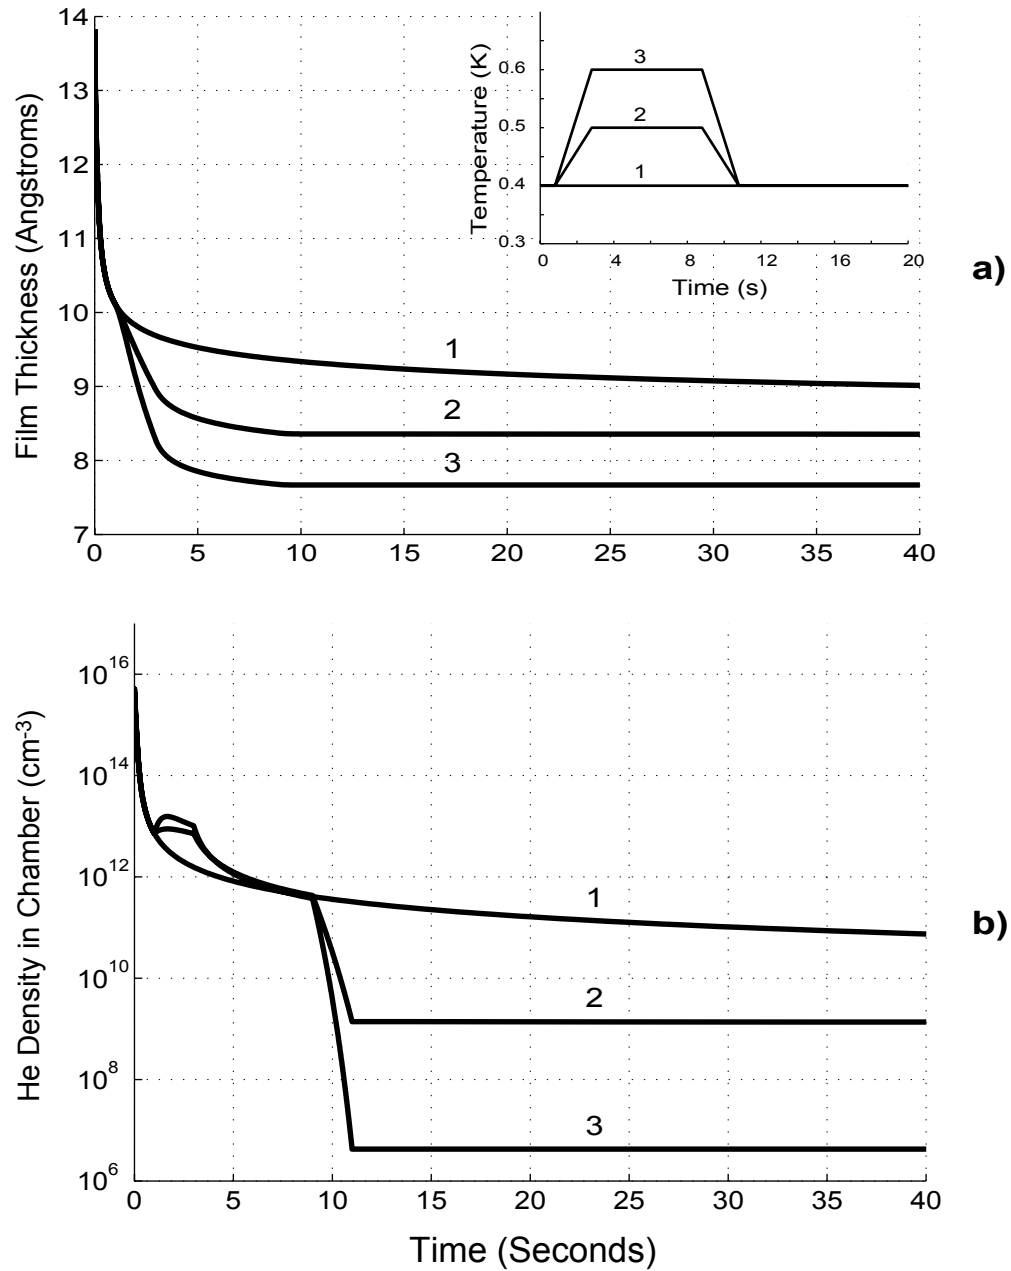 a)
Film Thickness (Angstroms)
14
13
12
11
10
9
8
7
0 5 10 15 20 25 30 35 40
1
2
3
Temperature (K)
0.6
0.5
0.4
0.3
3
2
1
0 4 8 12 16 20
Time (s)
b)
He Density in Chamber (cm-3)
10^16
10^14
10^12
10^10
10^8
10^6
1
2
3
0 5 10 15 20 25 30 35 40
Time (Seconds)